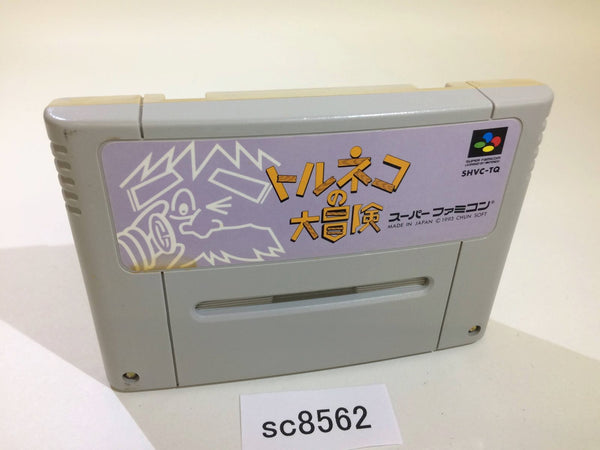 トルネコ
の
大冒険
SUPER FAMICOM
SHVC-TQ
スーパーファミコン
MADE IN JAPAN © 1993 CHUN SOFT
sc8562